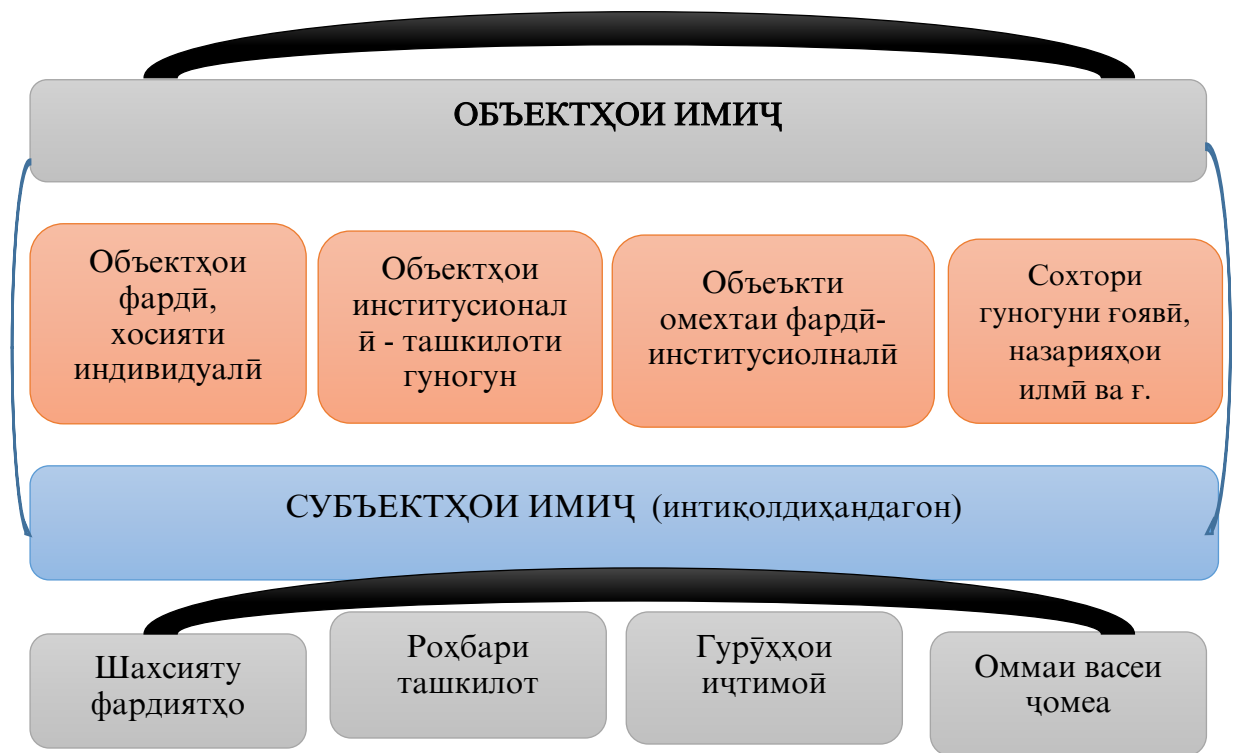 ОБЪЕКТҲОИ ИМИҶ
Объектҳои
фардӣ,
хосияти
индивидуалӣ
Объектҳои
институсионал
ӣ - ташкилоти
гуногун
Объеъкти
омехтаи фардӣ-
институсиолналӣ
Сохтори
гуногуни ғоявӣ,
назарияҳои
илмӣ ва ғ.
СУБЪЕКТҲОИ ИМИҶ (интиқолдиҳандагон)
Шахсияту
фардиятҳо
Роҳбари
ташкилот
Гурӯҳҳои
иҷтимоӣ
Оммаи васеи
ҷомеа